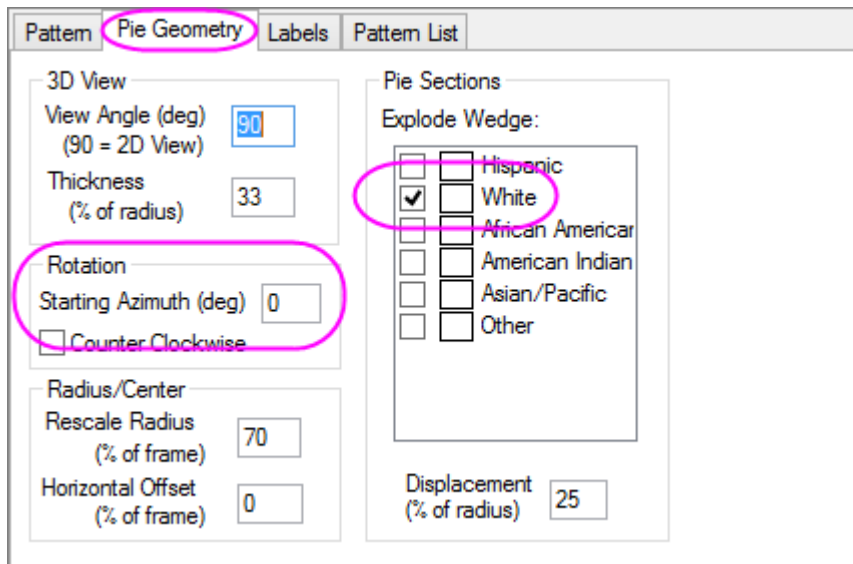 Pattern Pie Geometry Labels Pattern List
3D View
View Angle (deg)
(90 = 2D View)
90
Thickness
(% of radius)
33
Rotation
Starting Azimuth (deg) 0
Counter Clockwise
Radius/Center
Rescale Radius
(% of frame)
70
Horizontal Offset
(% of frame)
0
Pie Sections
Explode Wedge:
Hispanic
White
African American
American Indian
Asian/Pacific
Other
Displacement
(% of radius)
25